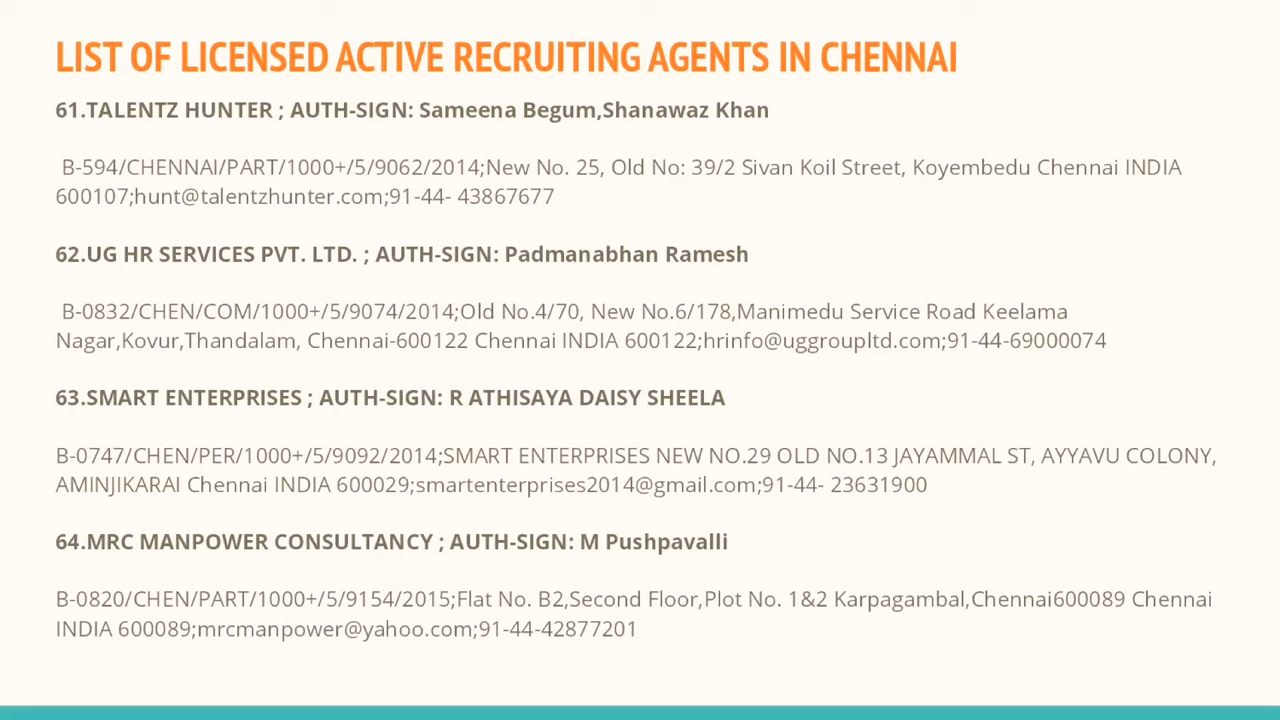 LIST OF LICENSED ACTIVE RECRUITING AGENTS IN CHENNAI
61.TALENTZ HUNTER ; AUTH-SIGN: Sameena Begum,Shanawaz Khan
B-594/CHENNAI/PART/1000+/5/9062/2014;New No. 25, Old No: 39/2 Sivan Koil Street, Koyembedu Chennai INDIA
600107;hunt@talentzhunter.com;91-44- 43867677
62.UG HR SERVICES PVT. LTD. ; AUTH-SIGN: Padmanabhan Ramesh
B-0832/CHEN/COM/1000+/5/9074/2014;Old No.4/70, New No.6/178,Manimedu Service Road Keelama
Nagar,Kovur,Thandalam, Chennai-600122 Chennai INDIA 600122;hrinfo@uggroupltd.com;91-44-69000074
63.SMART ENTERPRISES ; AUTH-SIGN: R ATHISAYA DAISY SHEELA
B-0747/CHEN/PER/1000+/5/9092/2014;SMART ENTERPRISES NEW NO.29 OLD NO.13 JAYAMMAL ST, AYYAVU COLONY,
AMINJIKARAI Chennai INDIA 600029;smartenterprises2014@gmail.com;91-44- 23631900
64.MRC MANPOWER CONSULTANCY ; AUTH-SIGN: M Pushpavalli
B-0820/CHEN/PART/1000+/5/9154/2015;Flat No. B2,Second Floor,Plot No. 1&2 Karpagambal,Chennai600089 Chennai
INDIA 600089;mrcmanpower@yahoo.com;91-44-42877201